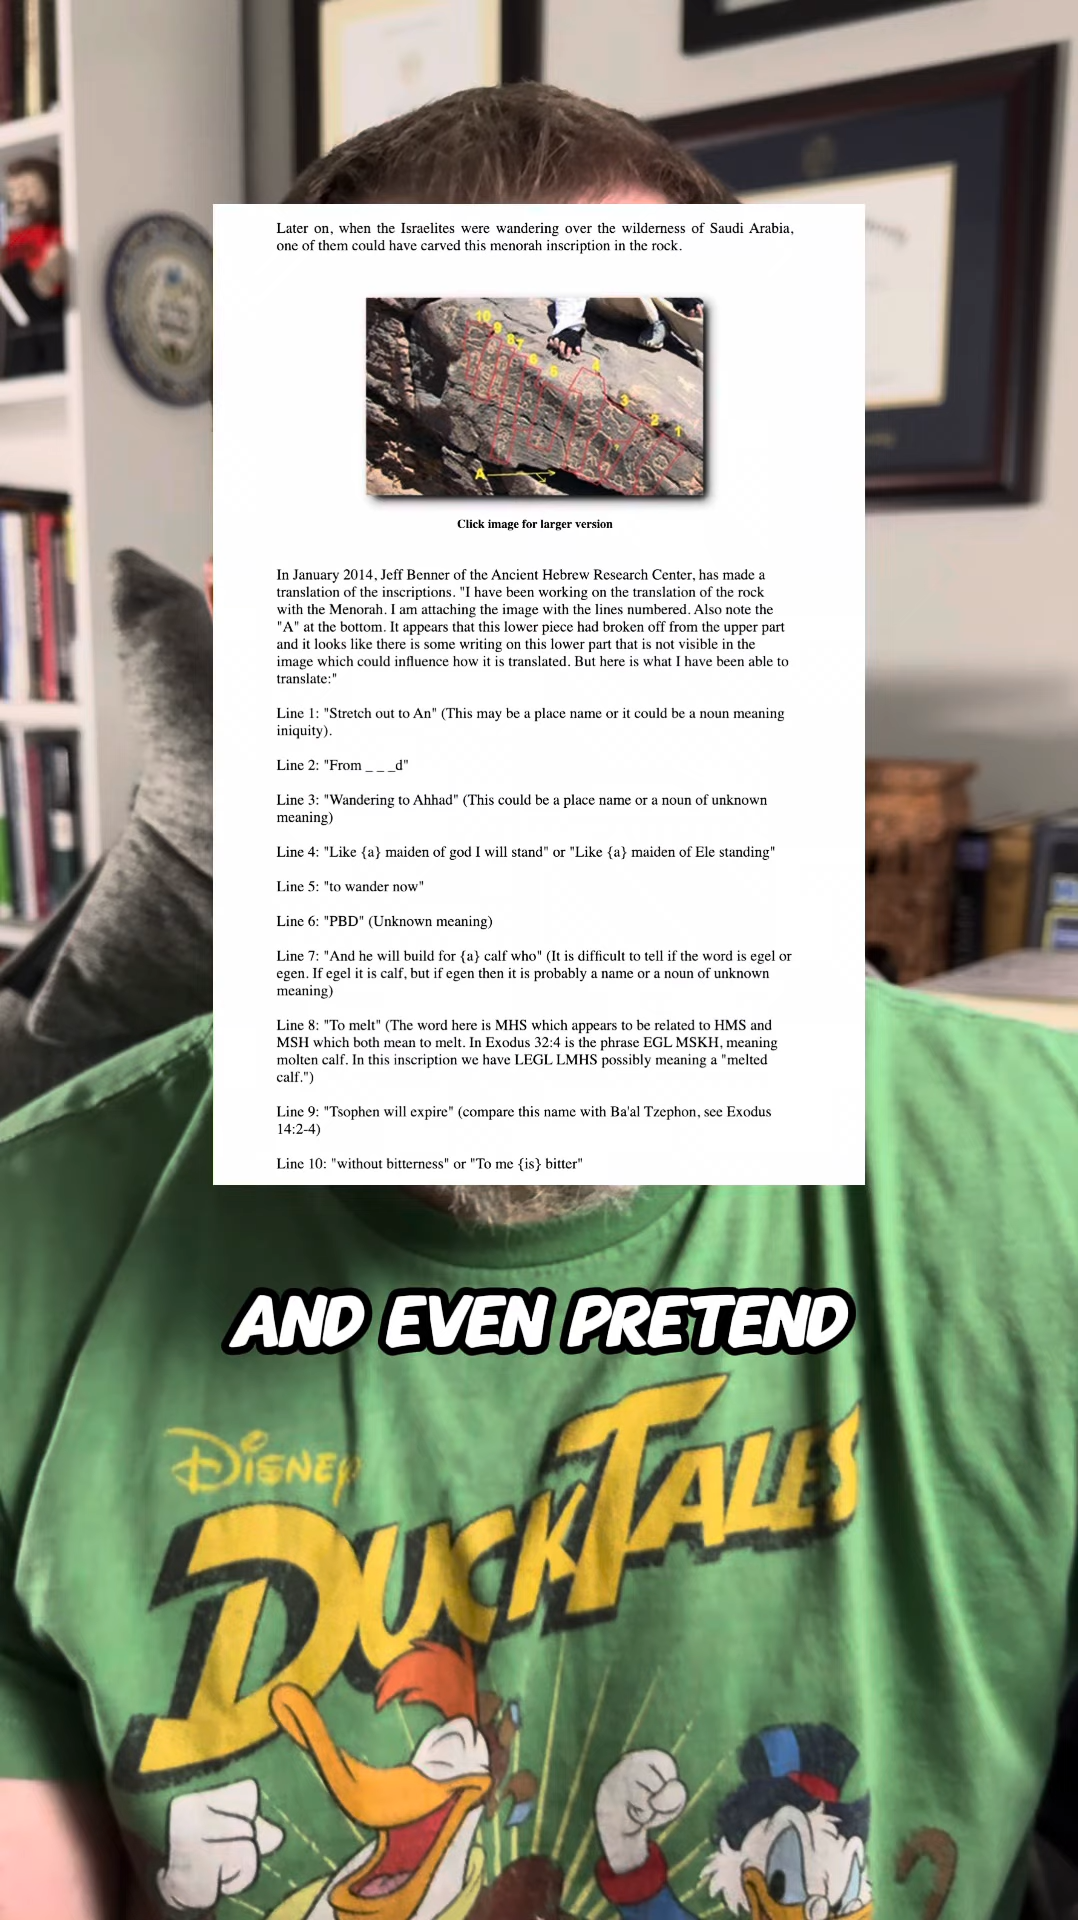 Later on, when the Israelites were wandering over the wilderness of Saudi Arabia,
one of them could have carved this menorah inscription in the rock.
10
9
8
7
6
5
4
3
2
1
A
Click image for larger version
In January 2014, Jeff Benner of the Ancient Hebrew Research Center, has made a
translation of the inscriptions. "I have been working on the translation of the rock
with the Menorah. I am attaching the image with the lines numbered. Also note the
"A" at the bottom. It appears that this lower piece had broken off from the upper part
and it looks like there is some writing on this lower part that is not visible in the
image which could influence how it is translated. But here is what I have been able to
translate:"
Line 1: "Stretch out to An" (This may be a place name or it could be a noun meaning
iniquity).
Line 2: "From _ _ _d"
Line 3: "Wandering to Ahhad" (This could be a place name or a noun of unknown
meaning)
Line 4: "Like {a} maiden of god I will stand" or "Like {a} maiden of Ele standing"
Line 5: "to wander now"
Line 6: "PBD" (Unknown meaning)
Line 7: "And he will build for {a} calf who" (It is difficult to tell if the word is egel or
egen. If egel it is calf, but if egen then it is probably a name or a noun of unknown
meaning)
Line 8: "To melt" (The word here is MHS which appears to be related to HMS and
MSH which both mean to melt. In Exodus 32:4 is the phrase EGL MSKH, meaning
molten calf. In this inscription we have LEGL LMHS possibly meaning a "melted
calf.")
Line 9: "Tsophen will expire" (compare this name with Ba'al Tzephon, see Exodus
14:2-4)
Line 10: "without bitterness" or "To me {is} bitter"
AND EVEN PRETEND
DISNEY
DUCKTALES